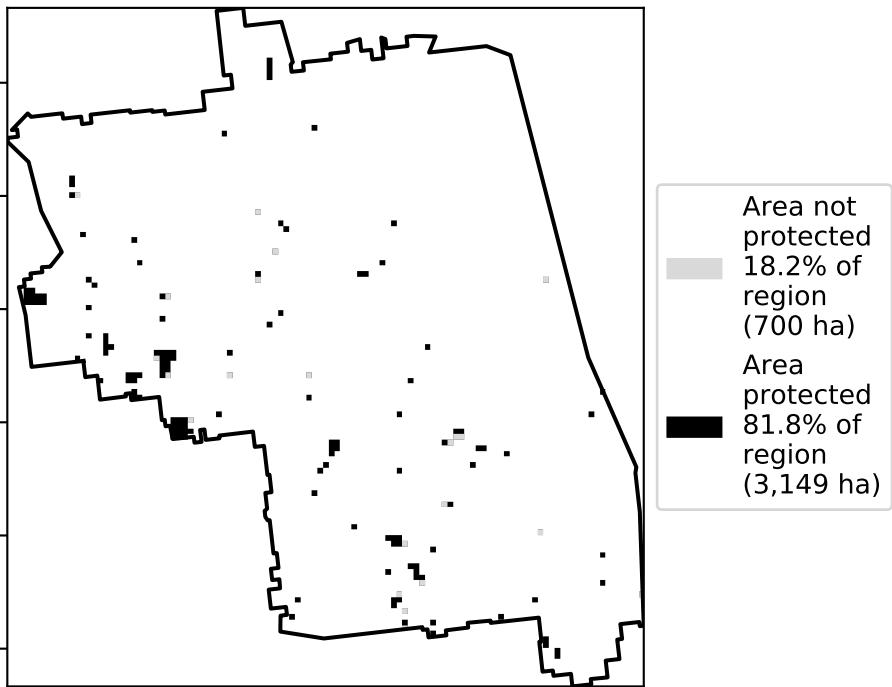 Area not
protected
18.2% of
region
(700 ha)
Area
protected
81.8% of
region
(3,149 ha)